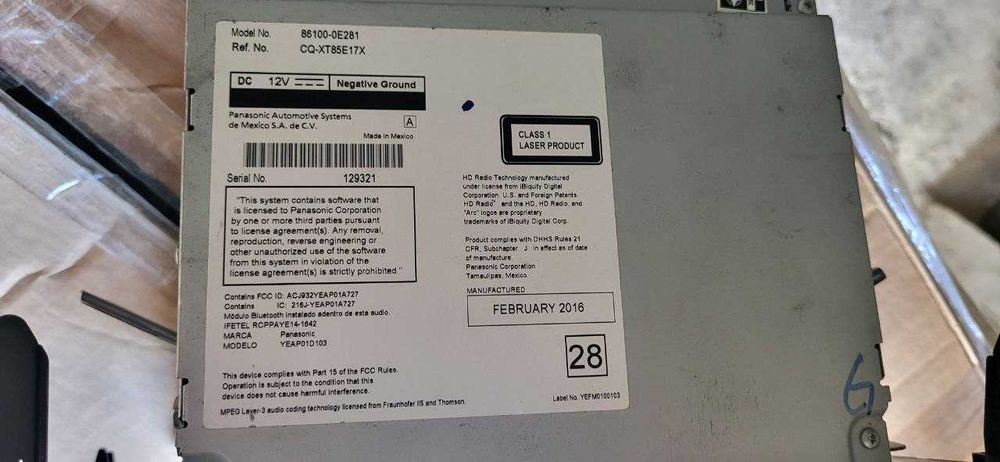 Model No. 86100-0E281
Ref. No. CQ-XT85E17X
DC 12V Negative Ground
Panasonic Automotive Systems
de Mexico S.A. de C.V.
A
Made in Mexico
Serial No. 129321
"This system contains software that
is licensed to Panasonic Corporation
by one or more third parties pursuant
to license agreement(s). Any removal,
reproduction, reverse engineering or
other unauthorized use of the software
from this system in violation of the
license agreement(s) is strictly prohibited."
Contains FCC ID: ACJ932YEAP01A727
Contains IC: 216J-YEAP01A727
Módulo Bluetooth instalado adentro de esta audio.
IFETEL RCPPAYE14-1642
MARCA Panasonic
MODELO YEAP01D103
This device complies with Part 15 of the FCC Rules.
Operation is subject to the condition that this
device does not cause harmful interference.
MPEG Layer-3 audio coding technology licensed from Fraunhofer IIS and Thomson.
CLASS 1
LASER PRODUCT
HD Radio Technology manufactured
under license from iBiquity Digital
Corporation. U.S. and Foreign Patents.
HD Radio™ and the HD, HD Radio, and
"Arc" logos are proprietary
trademarks of iBiquity Digital Corp.
Product complies with DHHS Rules 21
CFR, Subchapter J in effect as of date
of manufacture.
Panasonic Corporation
Tamaulipas, Mexico
MANUFACTURED
FEBRUARY 2016
28
Label No. YEFM0100103